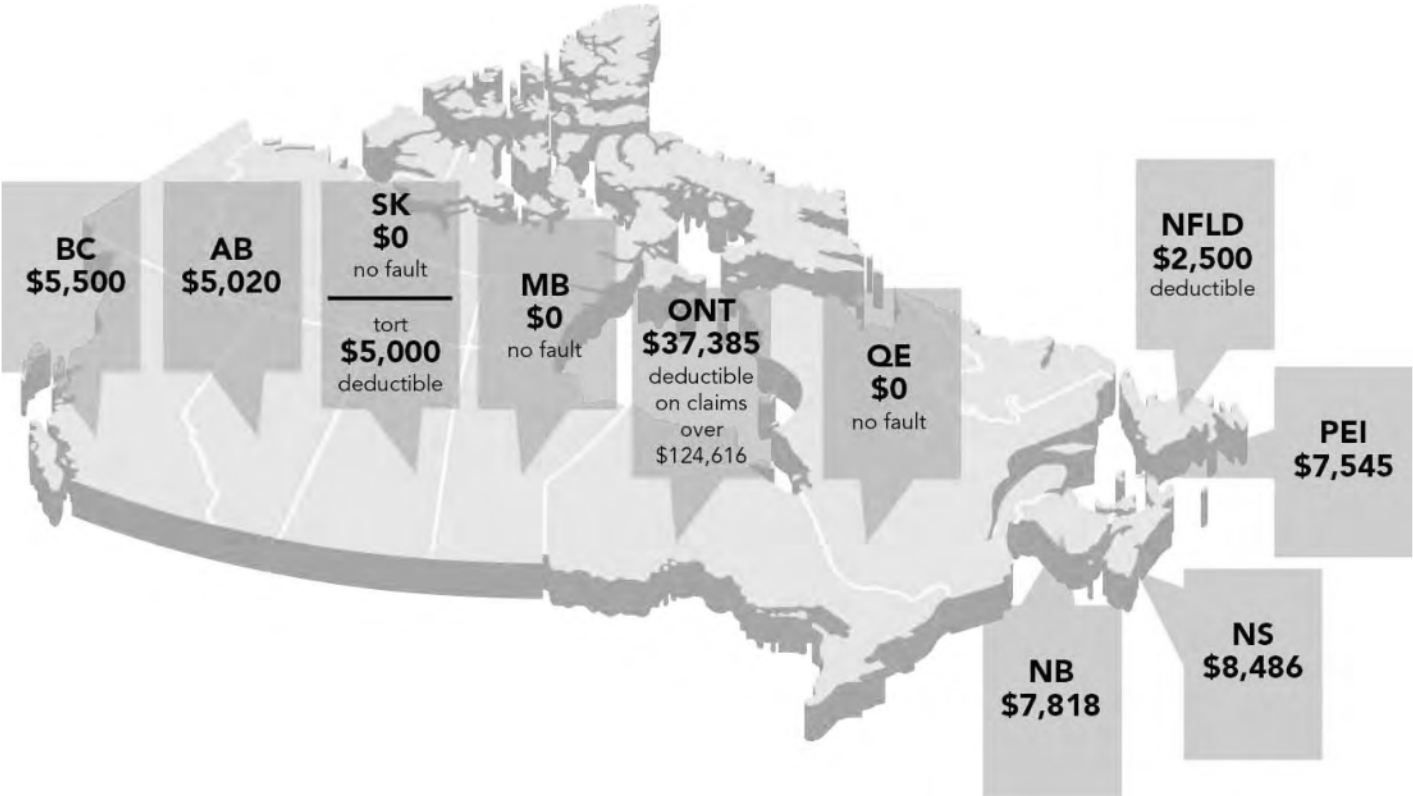 BC
$5,500
AB
$5,020
SK
$0
no fault
tort
$5,000
deductible
MB
$0
no fault
ONT
$37,385
deductible
on claims
over
$124,616
QE
$0
no fault
NFLD
$2,500
deductible
PEI
$7,545
NS
$8,486
NB
$7,818